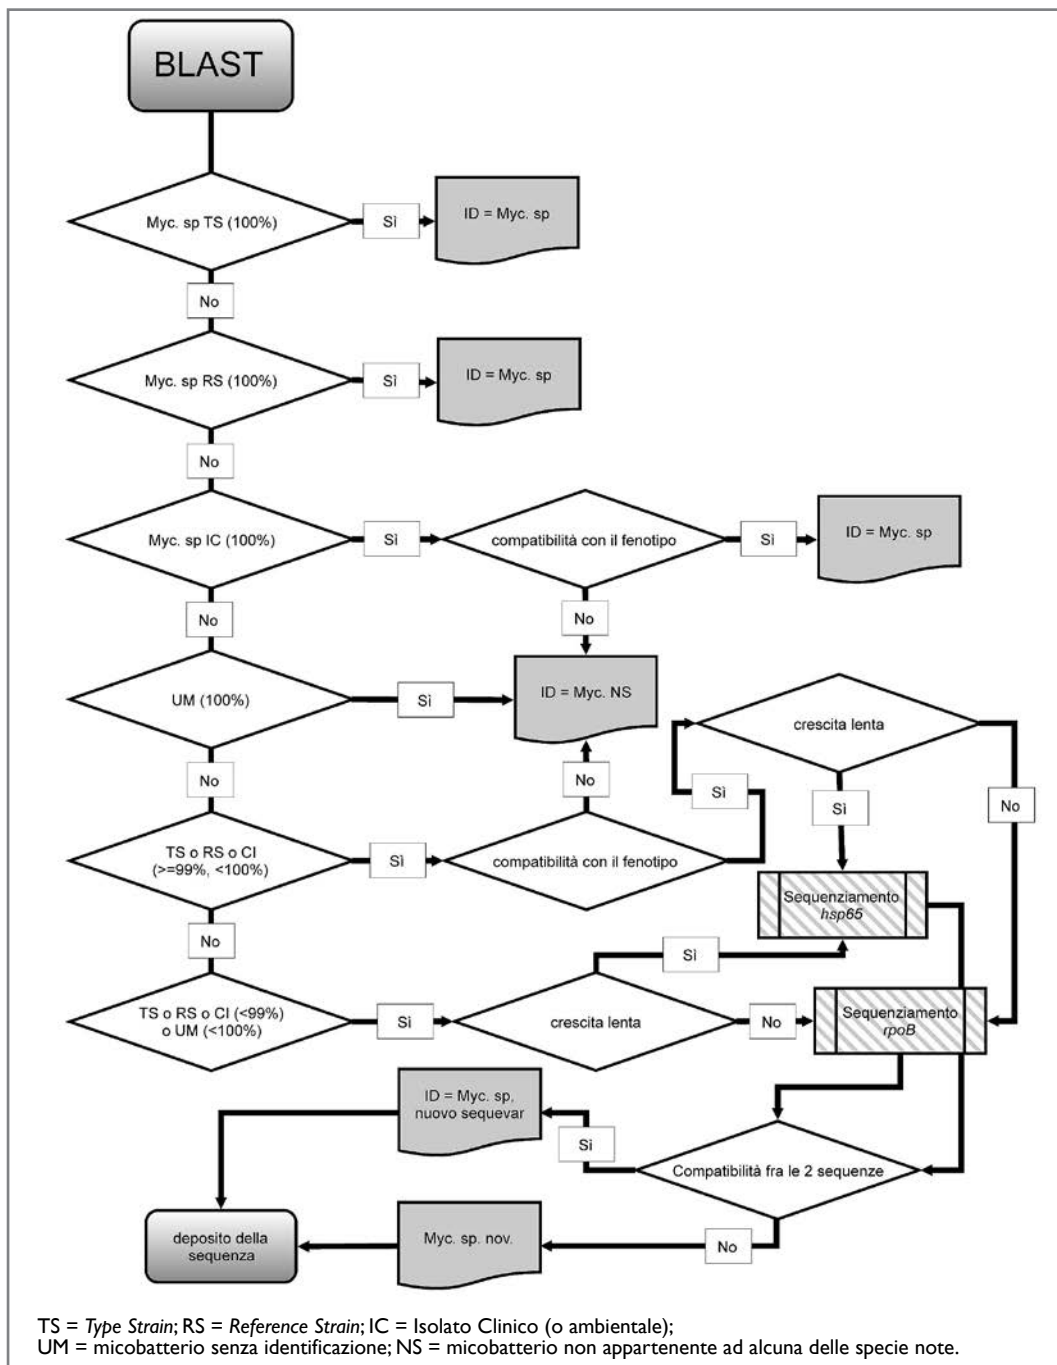 BLAST
Myc. sp TS (100%)
Sì
ID = Myc. sp
No
Myc. sp RS (100%)
Sì
ID = Myc. sp
No
Myc. sp IC (100%)
Sì
compatibilità con il fenotipo
Sì
ID = Myc. sp
No
No
UM (100%)
Sì
ID = Myc. NS
crescita lenta
No
No
Sì
Sì
No
TS o RS o CI
(>=99%, <100%)
Sì
compatibilità con il fenotipo
Sequenziamento
hsp65
No
Sì
TS o RS o CI (<99%)
o UM (<100%)
Sì
crescita lenta
No
Sequenziamento
rpoB
ID = Myc. sp,
nuovo sequevar
Sì
Compatibilità fra le 2 sequenze
deposito della
sequenza
Myc. sp. nov.
No
TS = Type Strain; RS = Reference Strain; IC = Isolato Clinico (o ambientale);
UM = micobatterio senza identificazione; NS = micobatterio non appartenente ad alcuna delle specie note.